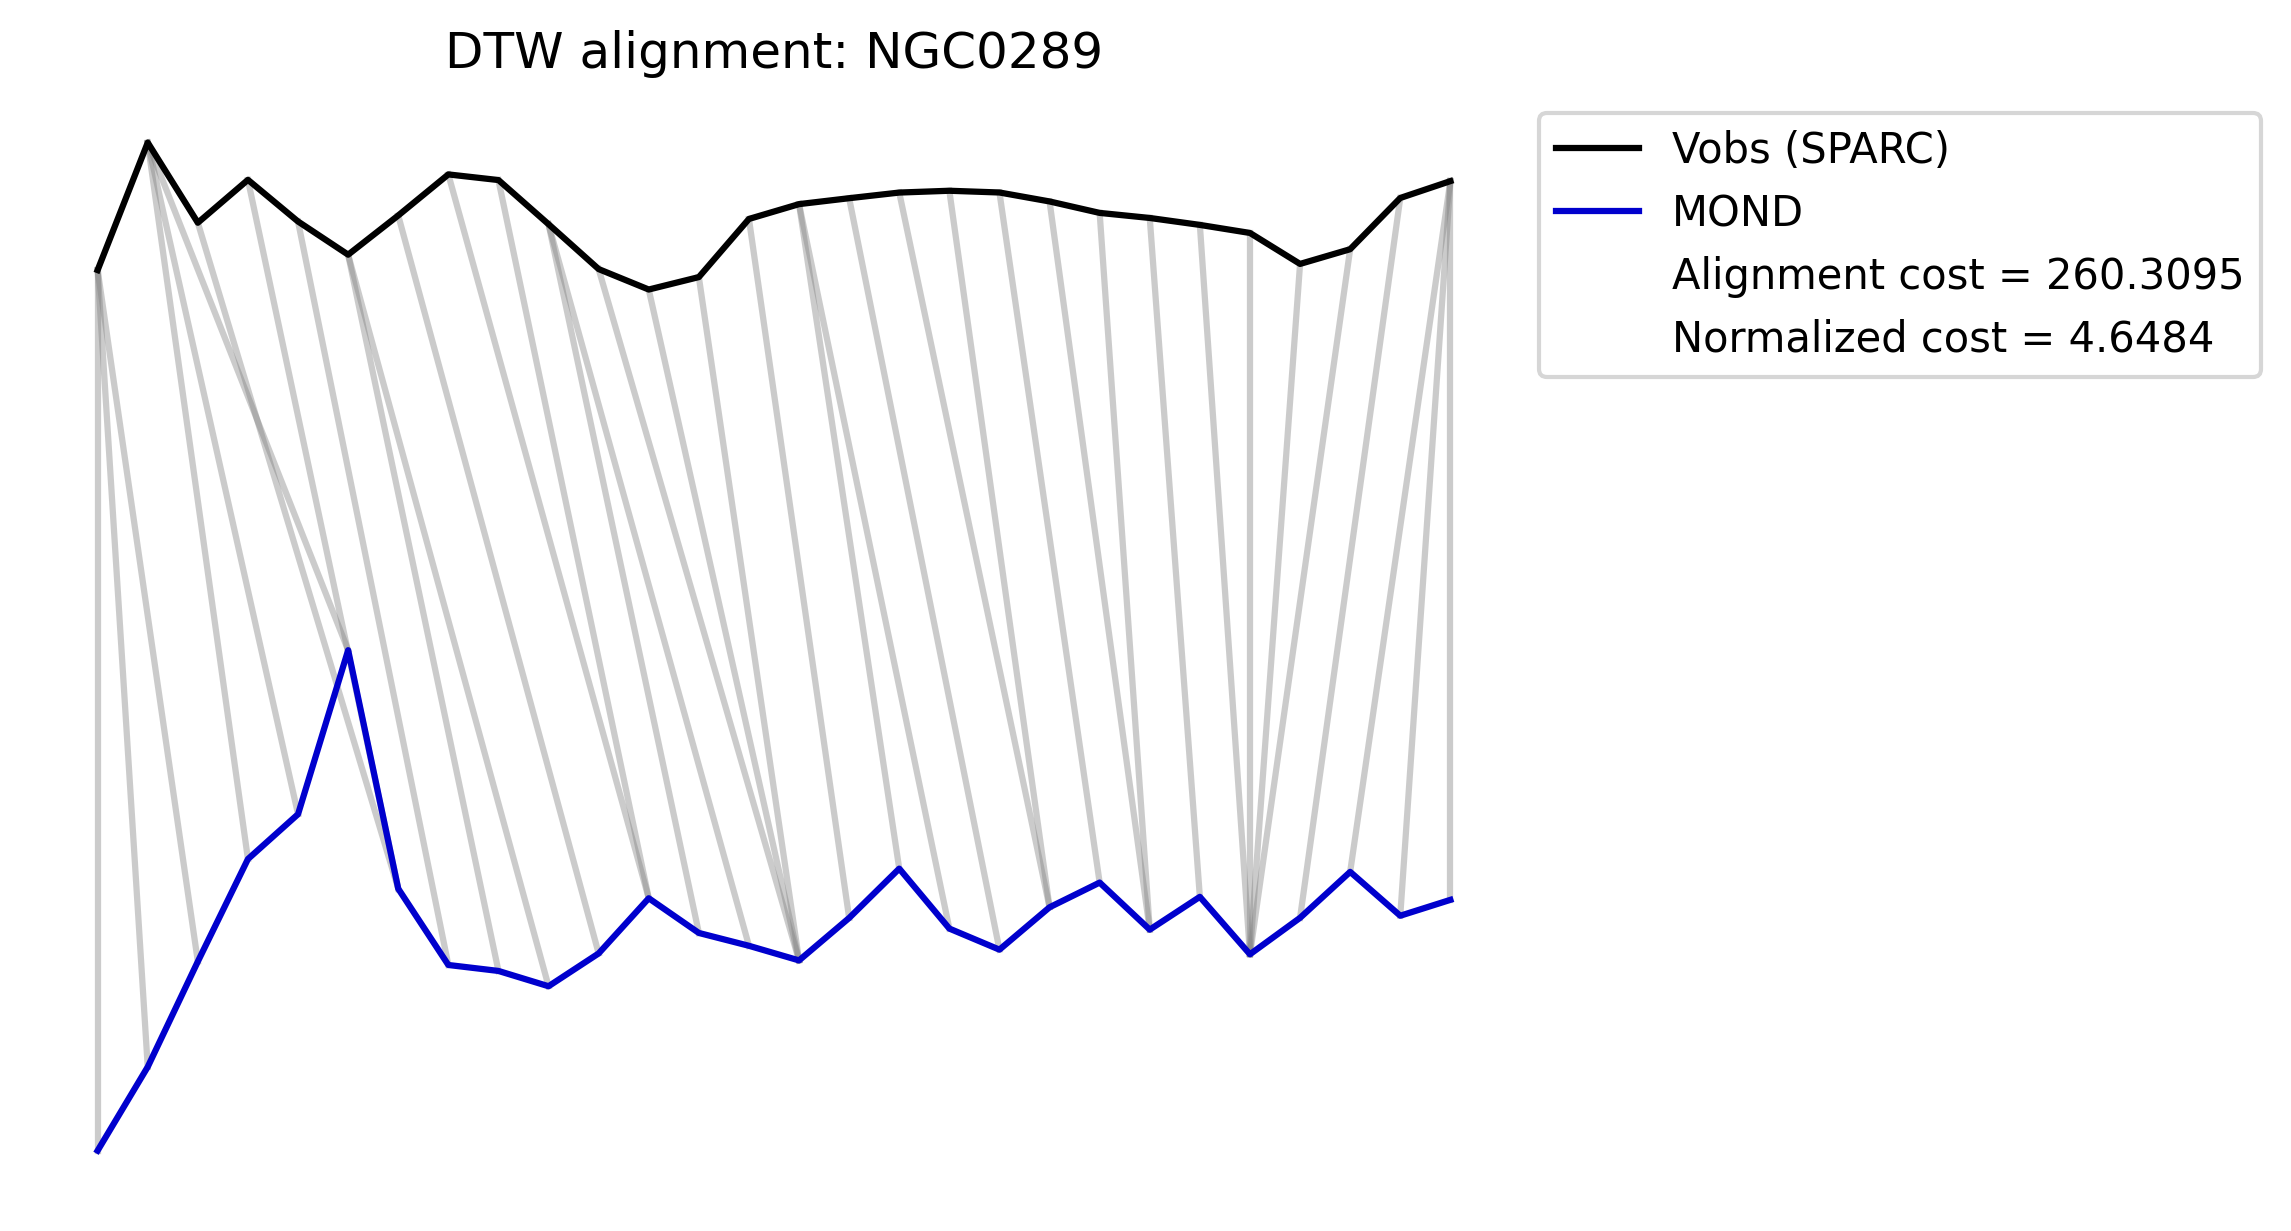 DTW alignment: NGC0289
Vobs (SPARC)
MOND
Alignment cost = 260.3095
Normalized cost = 4.6484